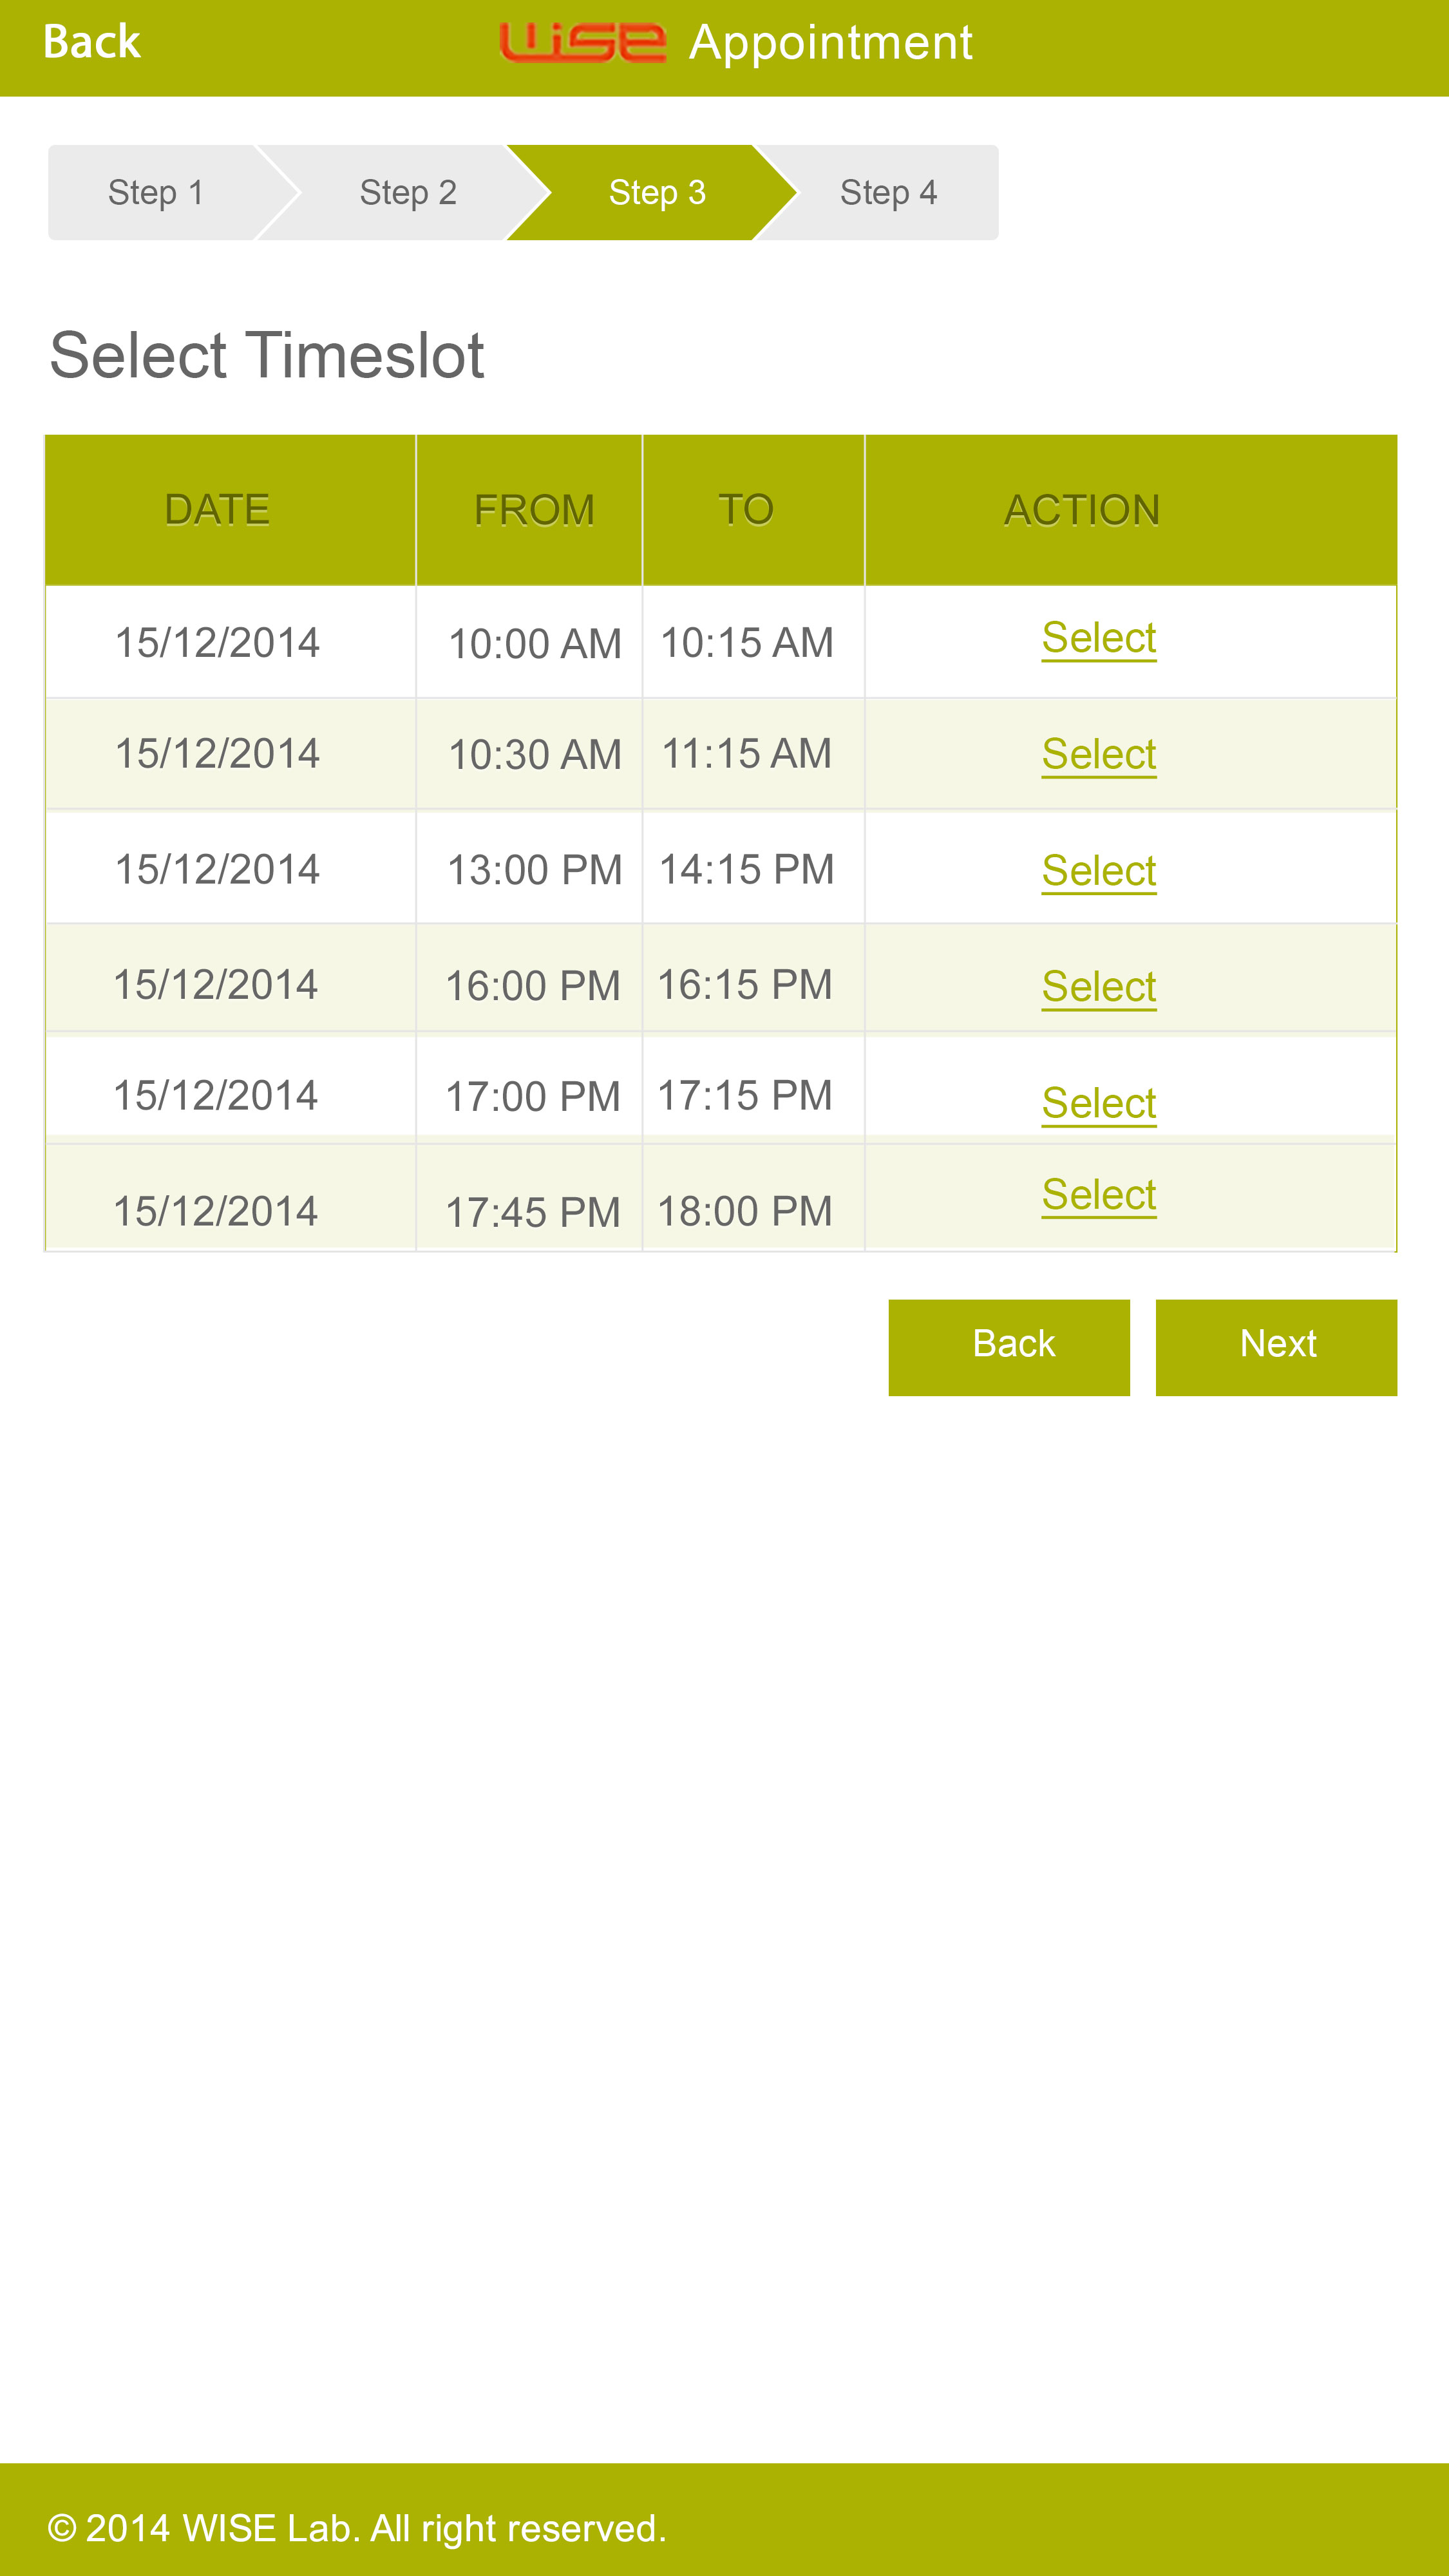 Back wise Appointment
Step 1 Step 2 Step 3 Step 4
Select Timeslot
DATE FROM TO ACTION
15/12/2014 10:00 AM 10:15 AM Select
15/12/2014 10:30 AM 11:15 AM Select
15/12/2014 13:00 PM 14:15 PM Select
15/12/2014 16:00 PM 16:15 PM Select
15/12/2014 17:00 PM 17:15 PM Select
15/12/2014 17:45 PM 18:00 PM Select
Back Next
© 2014 WISE Lab. All right reserved.